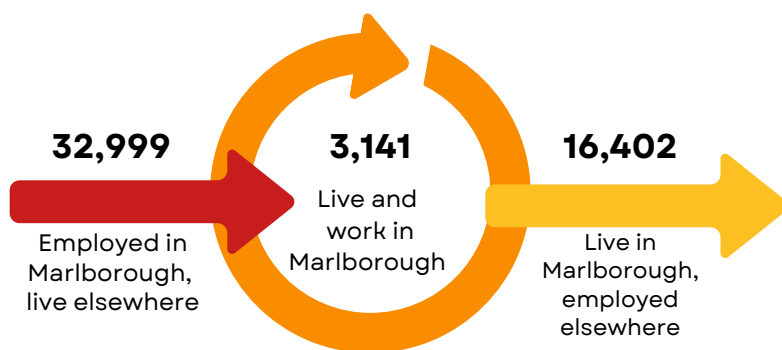 32,999
Employed in
Marlborough,
live elsewhere
3,141
Live and
work in
Marlborough
16,402
Live in
Marlborough,
employed
elsewhere